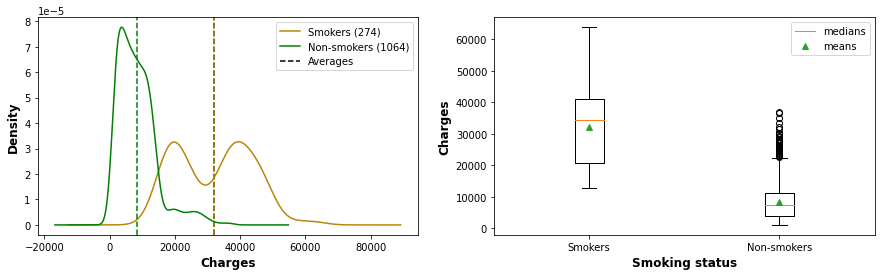 1e−5
8
7
6
5
4
3
2
1
0
Density
−20000 0 20000 40000 60000 80000
Charges
Smokers (274)
Non-smokers (1064)
Averages
60000
50000
40000
30000
20000
10000
0
Charges
Smokers Non-smokers
Smoking status
medians
means